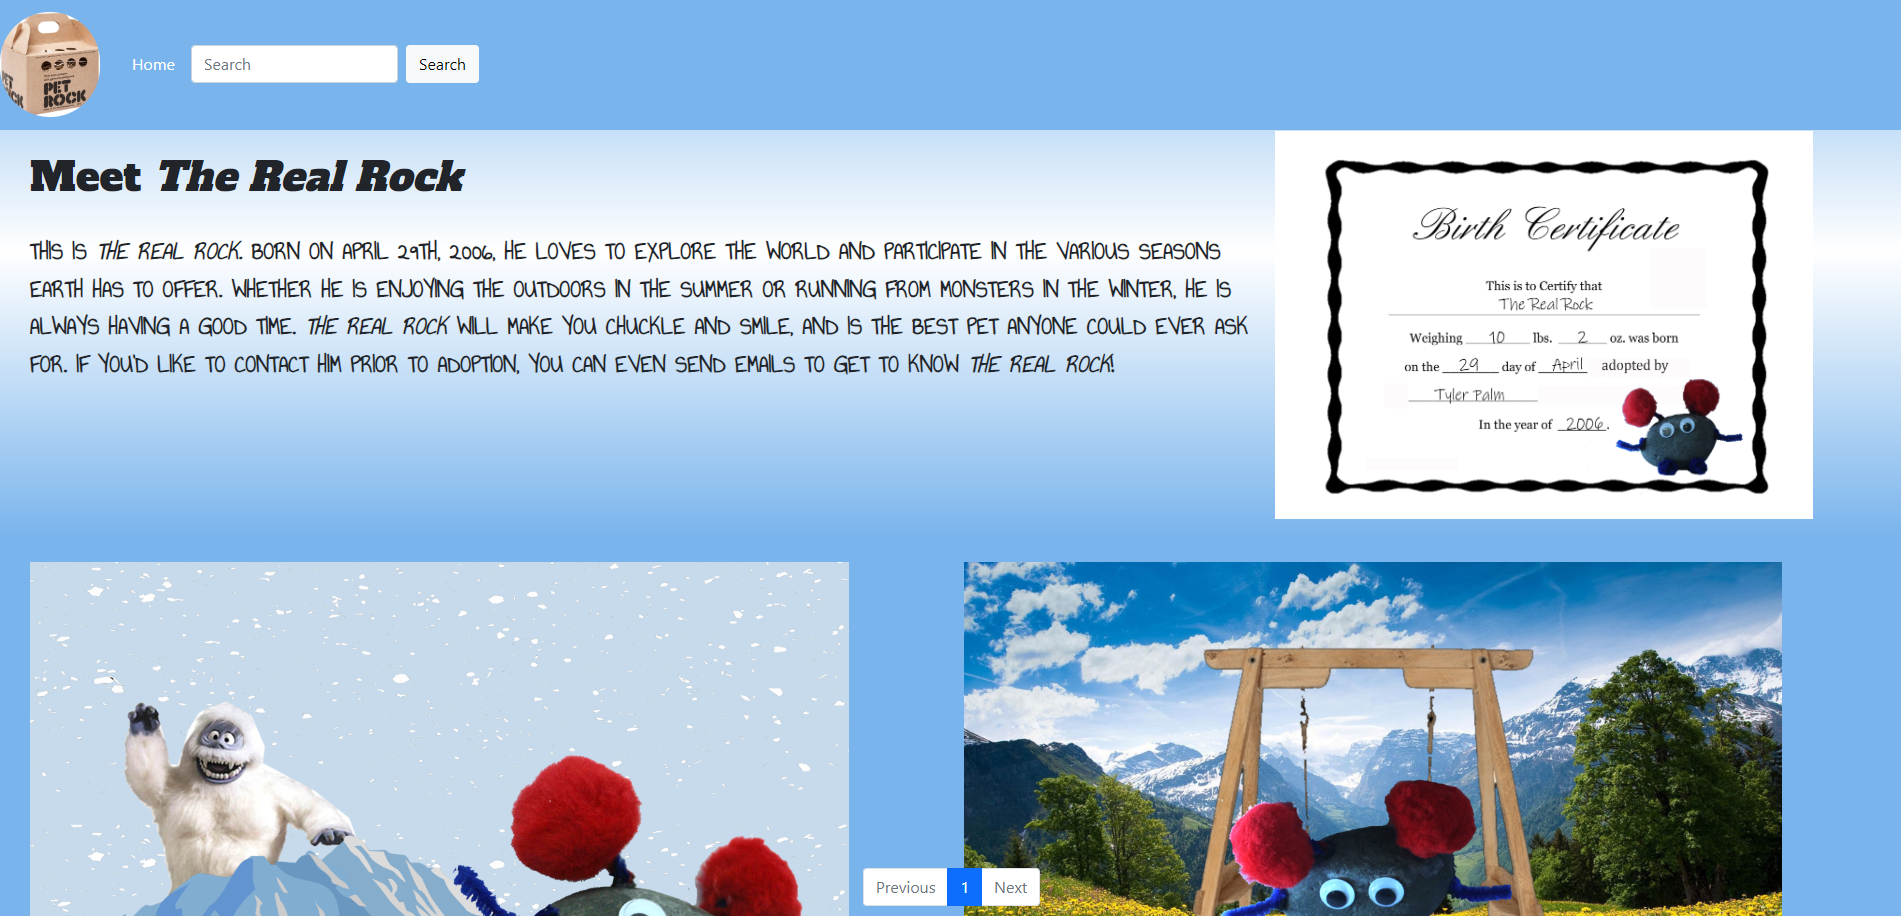 PET
ROCK
PET
ROCK
Home
Search
Search
Meet The Real Rock
THIS IS THE REAL ROCK. BORN ON APRIL 29TH, 2006, HE LOVES TO EXPLORE THE WORLD AND PARTICIPATE IN THE VARIOUS SEASONS
EARTH HAS TO OFFER. WHETHER HE IS ENJOYING THE OUTDOORS IN THE SUMMER OR RUNNING FROM MONSTERS IN THE WINTER, HE IS
ALWAYS HAVING A GOOD TIME. THE REAL ROCK WILL MAKE YOU CHUCKLE AND SMILE, AND IS THE BEST PET ANYONE COULD EVER ASK
FOR. IF YOU'D LIKE TO CONTACT HIM PRIOR TO ADOPTION, YOU CAN EVEN SEND EMAILS TO GET TO KNOW THE REAL ROCK!
Birth Certificate
This is to Certify that
The Real Rock
Weighing 10 lbs. 2 oz. was born
on the 29 day of April adopted by
Tyler Palm
In the year of 2006.
Previous 1 Next